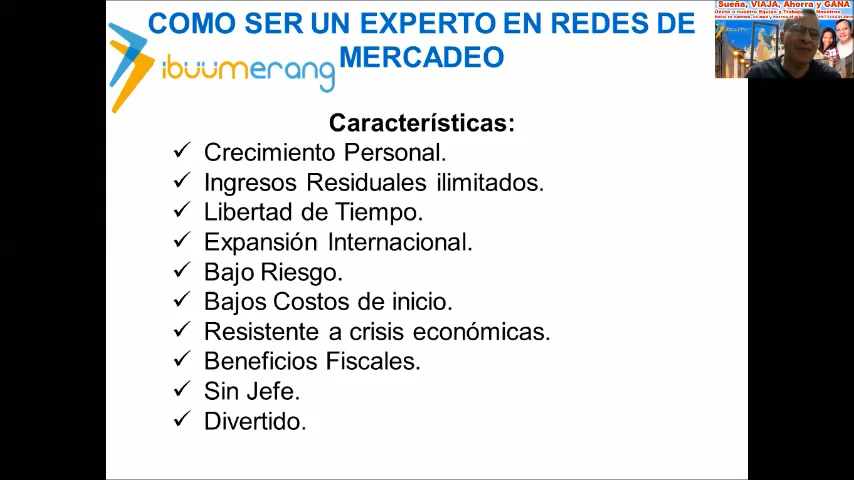 COMO SER UN EXPERTO EN REDES DE
MERCADEO
ibuumerang
Sueña, VIAJA, Ahorra y GANA
Características:
✓ Crecimiento Personal.
✓ Ingresos Residuales ilimitados.
✓ Libertad de Tiempo.
✓ Expansión Internacional.
✓ Bajo Riesgo.
✓ Bajos Costos de inicio.
✓ Resistente a crisis económicas.
✓ Beneficios Fiscales.
✓ Sin Jefe.
✓ Divertido.